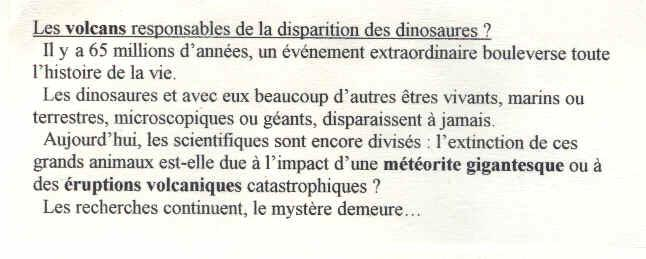 Les volcans responsables de la disparition des dinosaures ?
Il y a 65 millions d'années, un événement extraordinaire bouleverse toute
l'histoire de la vie.
Les dinosaures et avec eux beaucoup d'autres êtres vivants, marins ou
terrestres, microscopiques ou géants, disparaissent à jamais.
Aujourd'hui, les scientifiques sont encore divisés : l'extinction de ces
grands animaux est-elle due à l'impact d'une météorite gigantesque ou à
des éruptions volcaniques catastrophiques ?
Les recherches continuent, le mystère demeure…